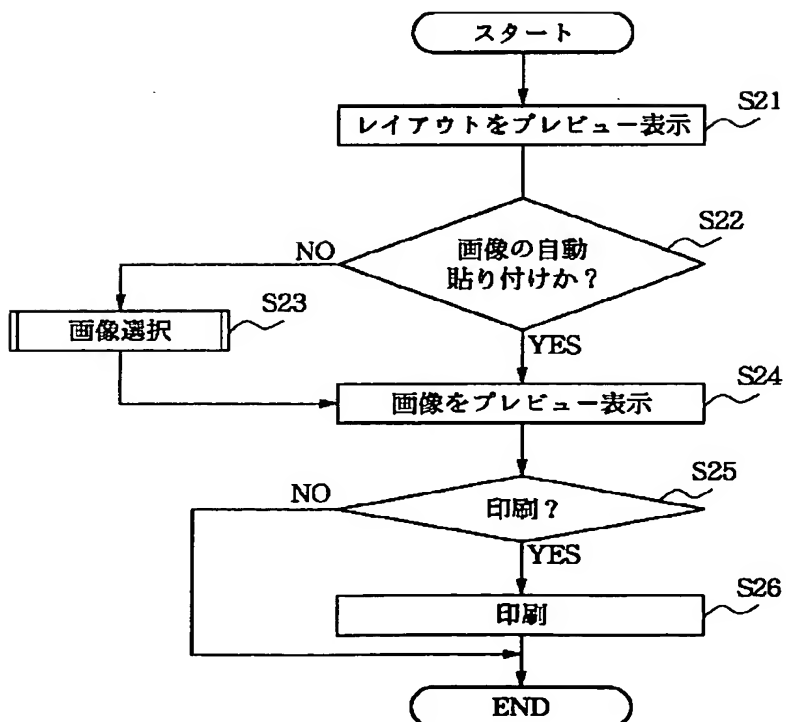 スタート
S21
レイアウトをプレビュー表示
S22
画像の自動
貼り付けか？
NO
S23
画像選択
YES
S24
画像をプレビュー表示
S25
NO
印刷？
YES
S26
印刷
END